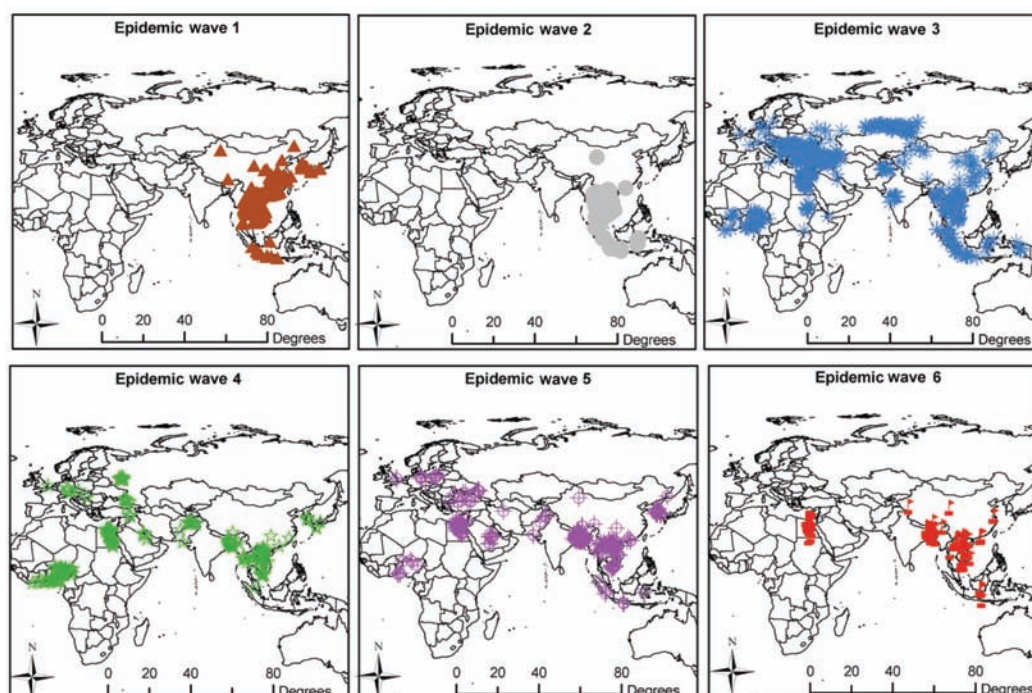 Epidemic wave 1
Epidemic wave 2
Epidemic wave 3
N
0 20 40 80
Degrees
N
0 20 40 80
Degrees
N
0 20 40 80
Degrees
Epidemic wave 4
Epidemic wave 5
Epidemic wave 6
N
0 20 40 80
Degrees
N
0 20 40 80
Degrees
N
0 20 40 80
Degrees